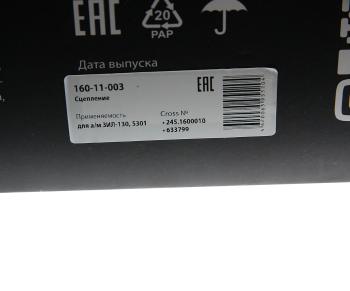 EAC
20
PAP
Дата выпуска
160-11-003
Сцепление
EAC
Применяемость
для а/м ЗИЛ-130, 5301
Cross №
• 245.1600010
• 633799